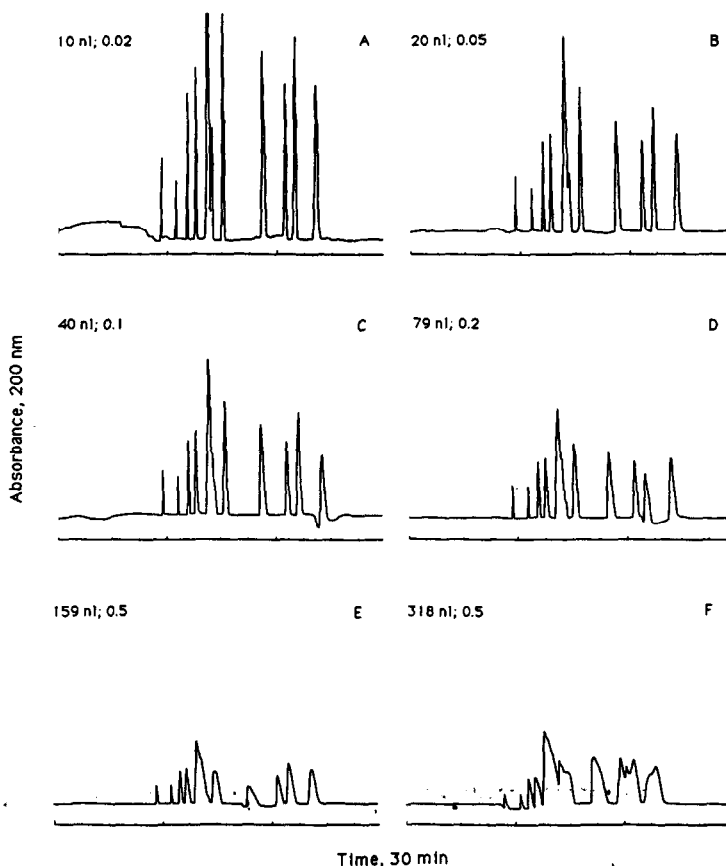 10 nl; 0.02 A
20 nl; 0.05 B
40 nl; 0.1 C
79 nl; 0.2 D
159 nl; 0.5 E
318 nl; 0.5 F
Absorbance, 200 nm
Time, 30 min